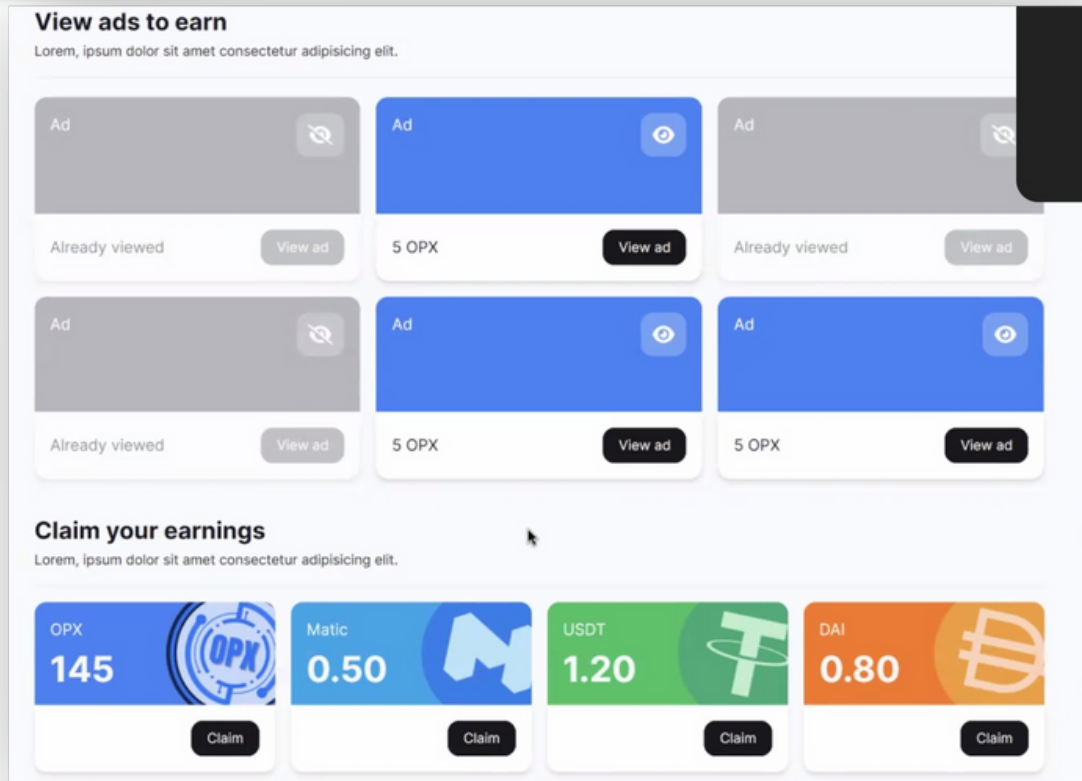 View ads to earn
Lorem, ipsum dolor sit amet consectetur adipisicing elit.
Ad
Ad
Ad
Already viewed
View ad
5 OPX
View ad
Already viewed
View ad
Ad
Ad
Ad
Already viewed
View ad
5 OPX
View ad
5 OPX
View ad
Claim your earnings
Lorem, ipsum dolor sit amet consectetur adipisicing elit.
OPX
145
OPX
Matic
0.50
USDT
1.20
DAI
0.80
Claim
Claim
Claim
Claim